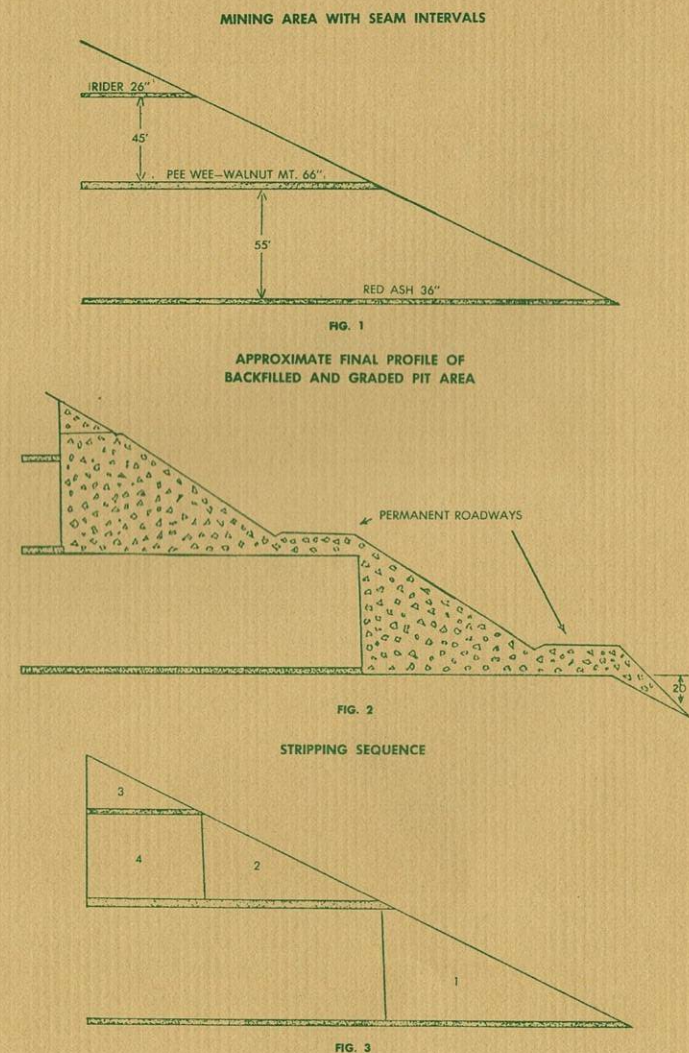 MINING AREA WITH SEAM INTERVALS
RIDER 26"
45'
PEE WEE—WALNUT MT. 66"
55'
RED ASH 36"
FIG. 1
APPROXIMATE FINAL PROFILE OF
BACKFILLED AND GRADED PIT AREA
PERMANENT ROADWAYS
20
FIG. 2
STRIPPING SEQUENCE
3
4
2
1
FIG. 3